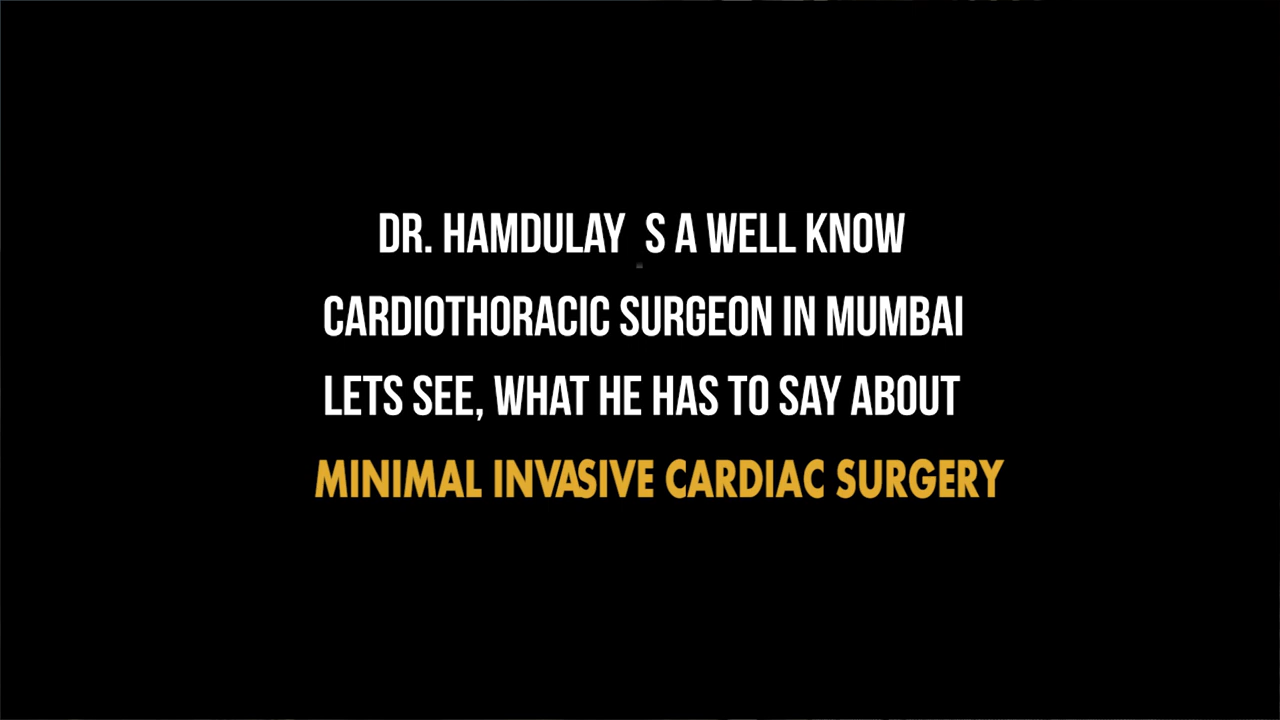 DR. HAMDULAY S A WELL KNOW
CARDIOTHORACIC SURGEON IN MUMBAI
LETS SEE, WHAT HE HAS TO SAY ABOUT
MINIMAL INVASIVE CARDIAC SURGERY